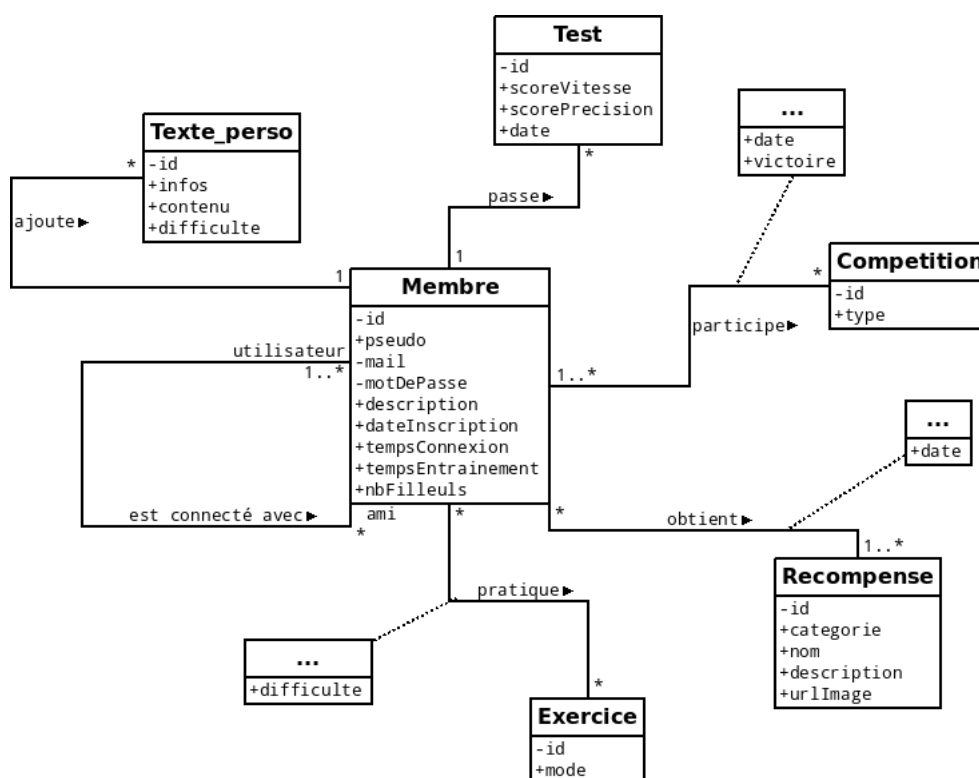 Test
-id
+scoreVitesse
+scorePrecision
+date
*
...
+date
+victoire
Texte_perso
-id
+infos
+contenu
+difficulte
*
ajoute▶
1
passe▶
1
Competition
-id
+type
*
participe▶
1..*
Membre
-id
+pseudo
-mail
-motDePasse
+description
+dateInscription
+tempsConnexion
+tempsEntrainement
+nbFilleuls
utilisateur
1..*
est connecté avec▶
ami
*
*
*
...
+date
obtient▶
1..*
Recompense
-id
+categorie
+nom
+description
+urlImage
pratique▶
...
+difficulte
*
Exercice
-id
+mode